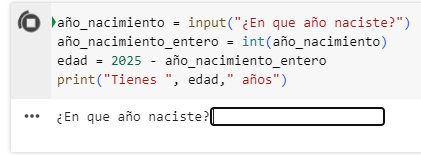 año_nacimiento = input("¿En que año naciste?")
año_nacimiento_entero = int(año_nacimiento)
edad = 2025 - año_nacimiento_entero
print("Tienes ", edad," años")
¿En que año naciste?